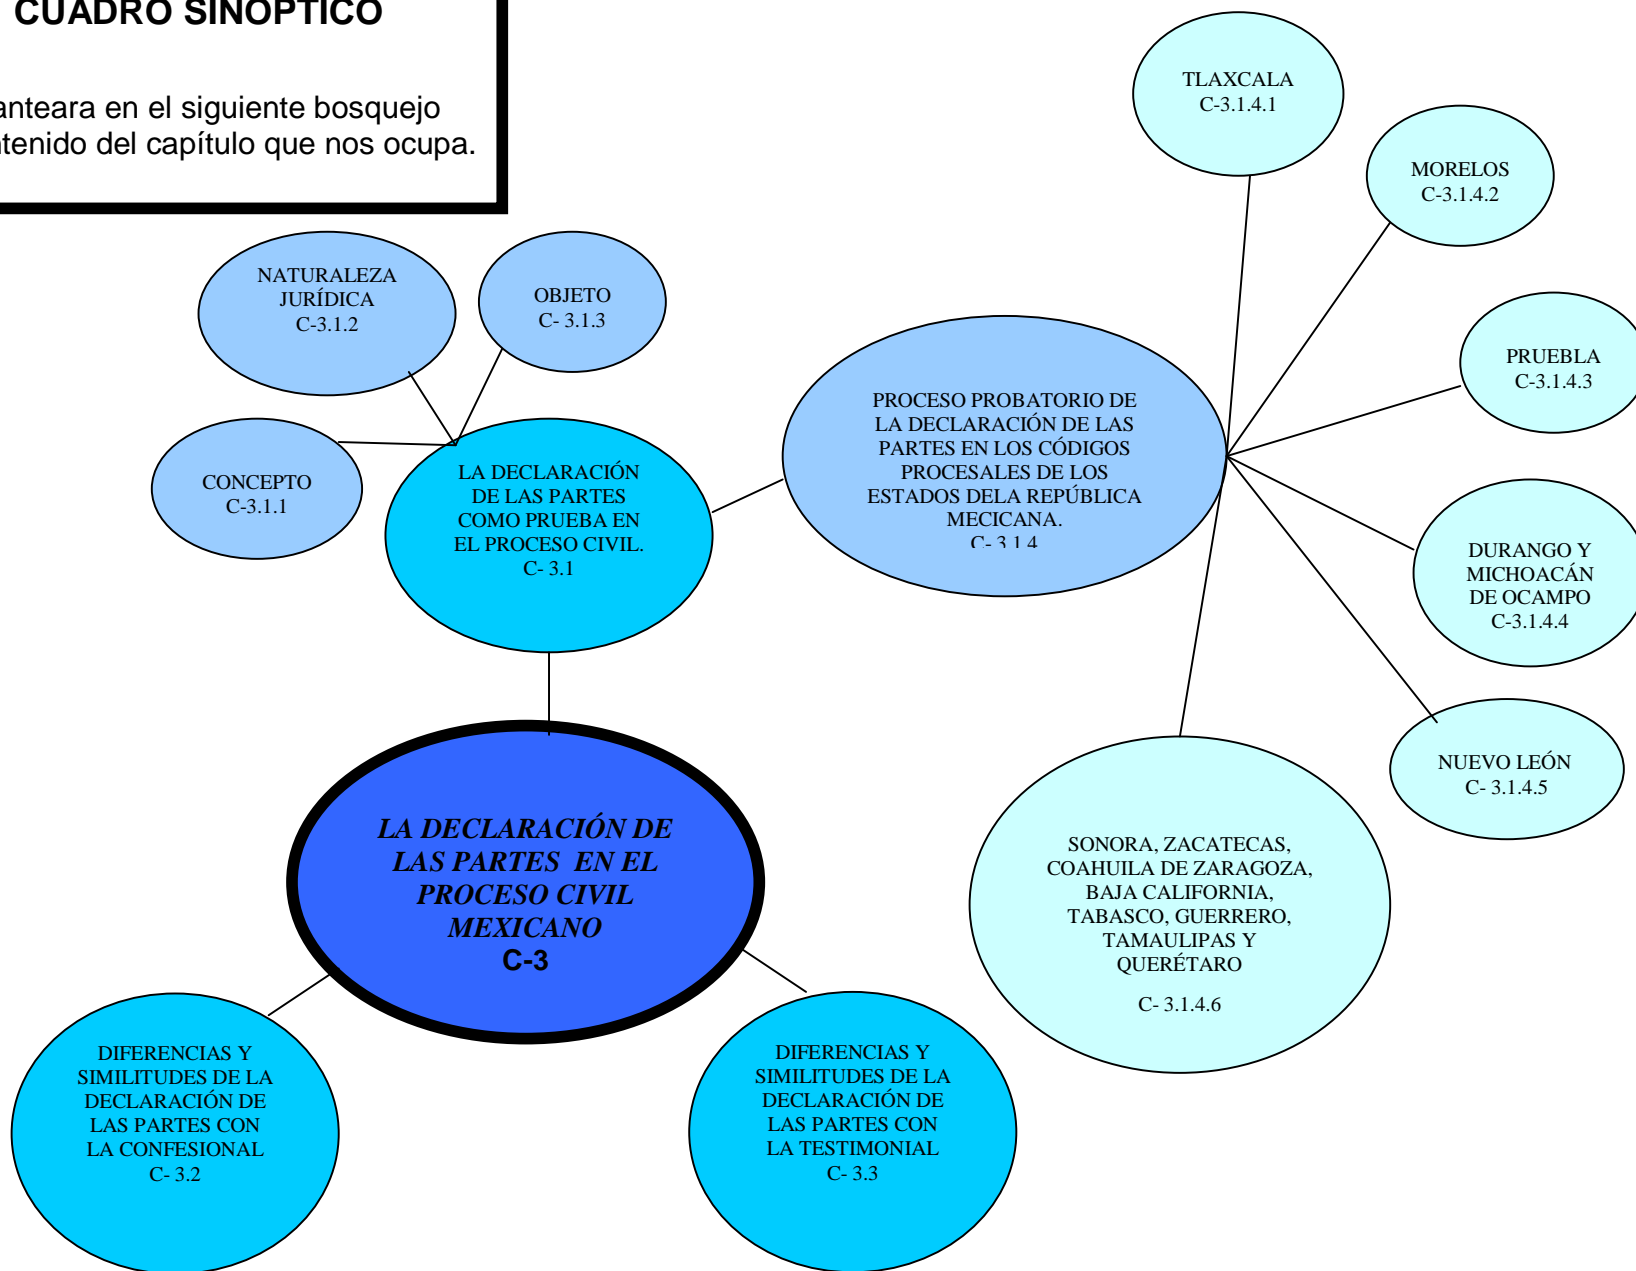 CUADRO SINÓPTICO
anteara en el siguiente bosquejo
ntenido del capítulo que nos ocupa.
TLAXCALA
C-3.1.4.1
MORELOS
C-3.1.4.2
NATURALEZA
JURÍDICA
C-3.1.2
OBJETO
C- 3.1.3
PRUEBLA
C-3.1.4.3
PROCESO PROBATORIO DE
LA DECLARACIÓN DE LAS
PARTES EN LOS CÓDIGOS
PROCESALES DE LOS
ESTADOS DELA REPÚBLICA
MECICANA.
C- 3.1.4
CONCEPTO
C-3.1.1
LA DECLARACIÓN
DE LAS PARTES
COMO PRUEBA EN
EL PROCESO CIVIL.
C- 3.1
DURANGO Y
MICHOACÁN
DE OCAMPO
C-3.1.4.4
NUEVO LEÓN
C- 3.1.4.5
LA DECLARACIÓN DE
LAS PARTES  EN EL
PROCESO CIVIL
MEXICANO
C-3
SONORA, ZACATECAS,
COAHUILA DE ZARAGOZA,
BAJA CALIFORNIA,
TABASCO, GUERRERO,
TAMAULIPAS Y
QUERÉTARO
C- 3.1.4.6
DIFERENCIAS Y
SIMILITUDES DE LA
DECLARACIÓN DE
LAS PARTES CON
LA CONFESIONAL
C- 3.2
DIFERENCIAS Y
SIMILITUDES DE LA
DECLARACIÓN DE
LAS PARTES CON
LA TESTIMONIAL
C- 3.3